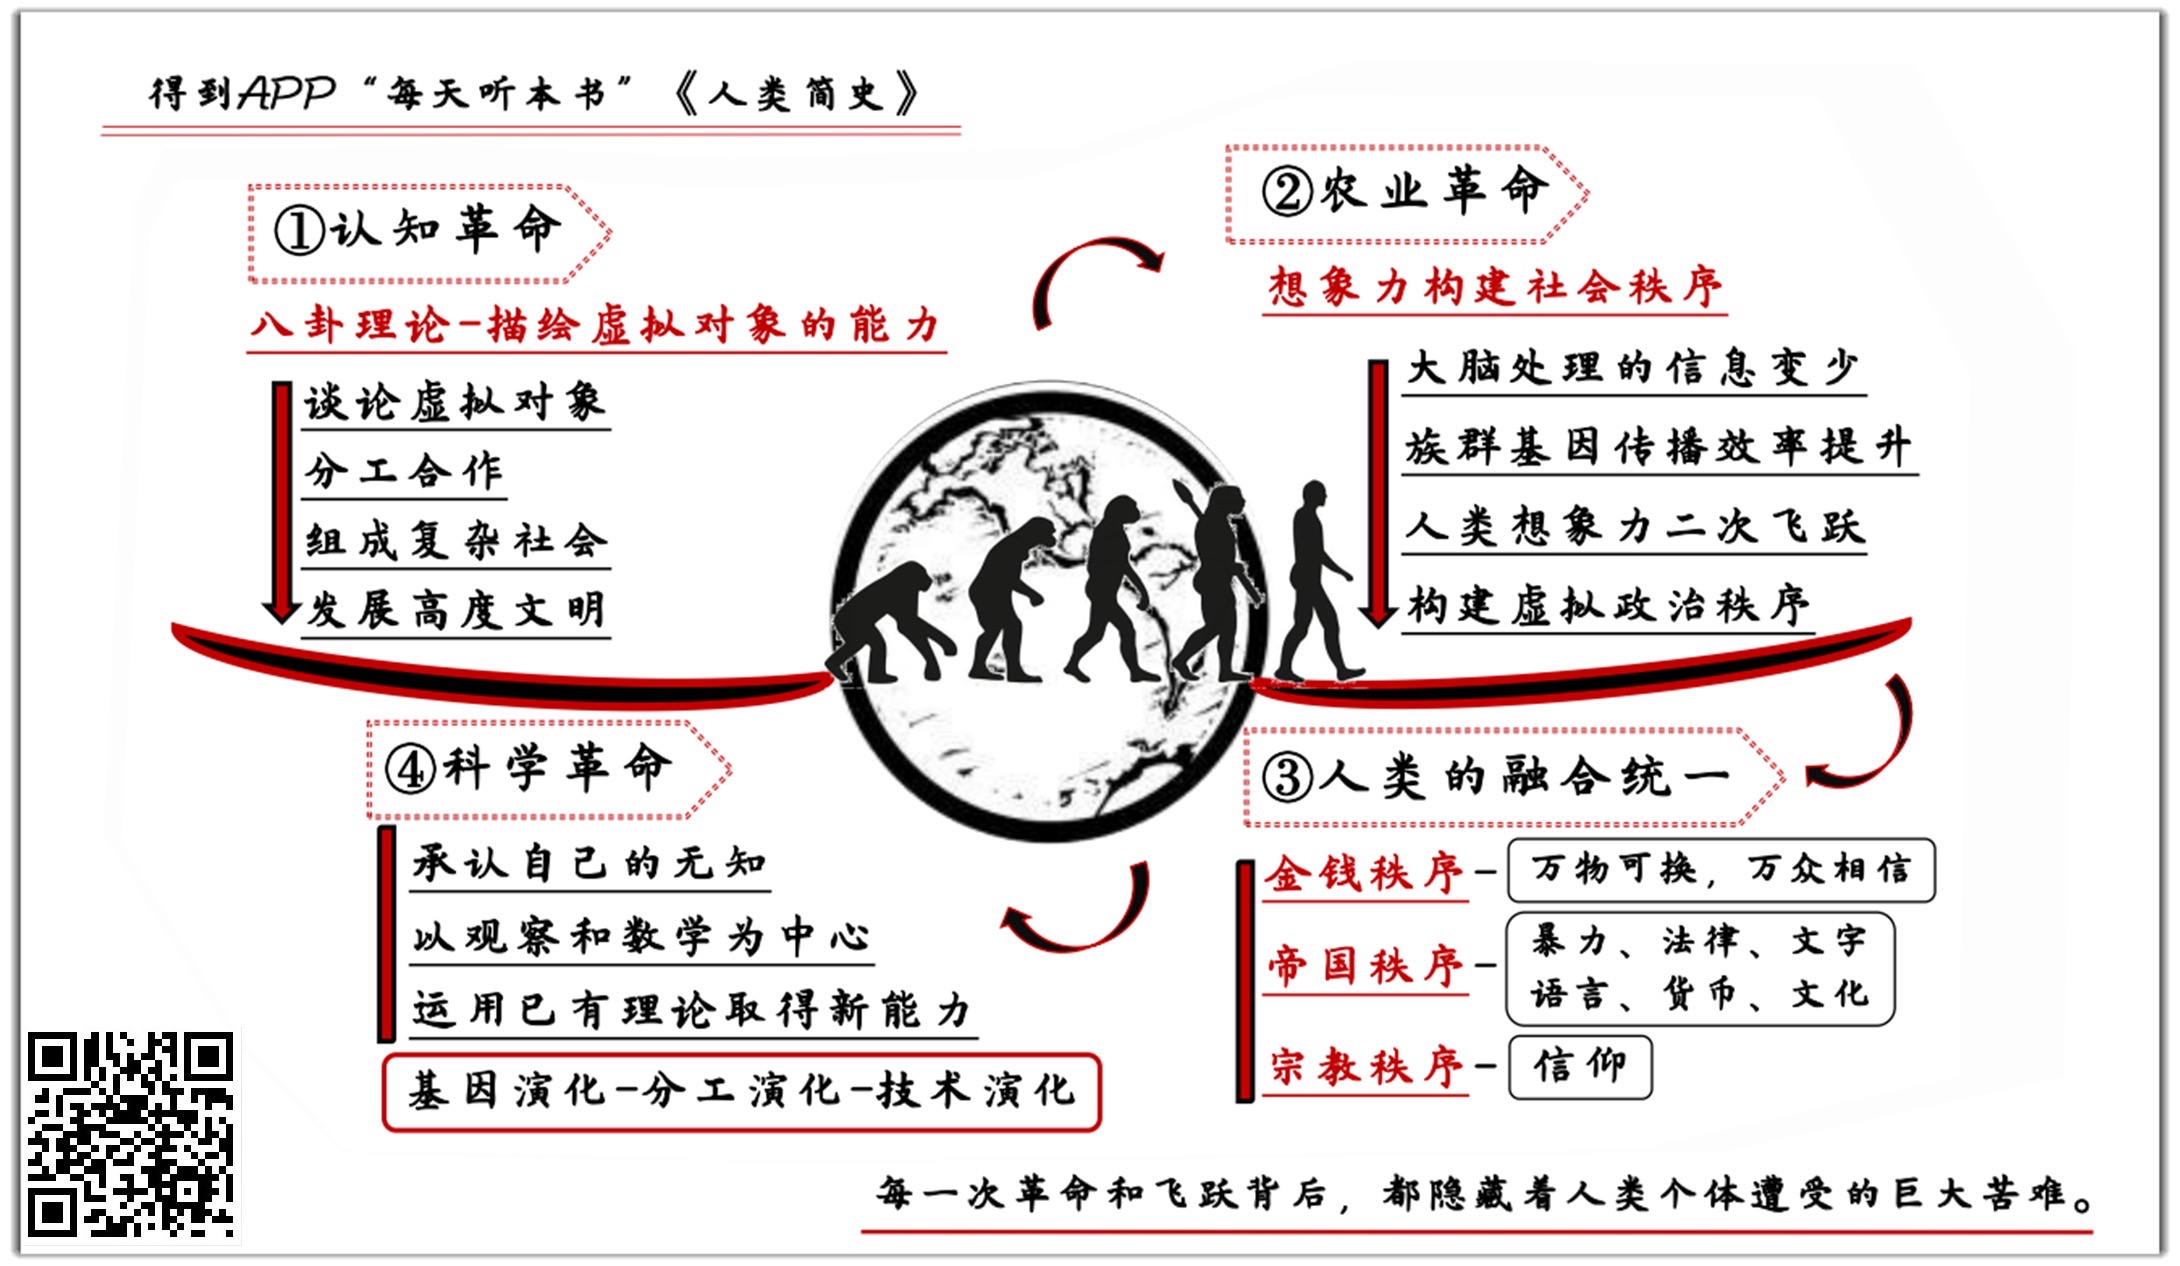 得到APP“每天听本书”《人类简史》
①认知革命
八卦理论-描绘虚拟对象的能力
谈论虚拟对象
分工合作
组成复杂社会
发展高度文明
②农业革命
想象力构建社会秩序
大脑处理的信息变少
族群基因传播效率提升
人类想象力二次飞跃
构建虚拟政治秩序
③人类的融合统一
金钱秩序-万物可换，万众相信
帝国秩序-暴力、法律、文字
语言、货币、文化
宗教秩序-信仰
④科学革命
承认自己的无知
以观察和数学为中心
运用已有理论取得新能力
基因演化-分工演化-技术演化
每一次革命和飞跃背后，都隐藏着人类个体遭受的巨大苦难。